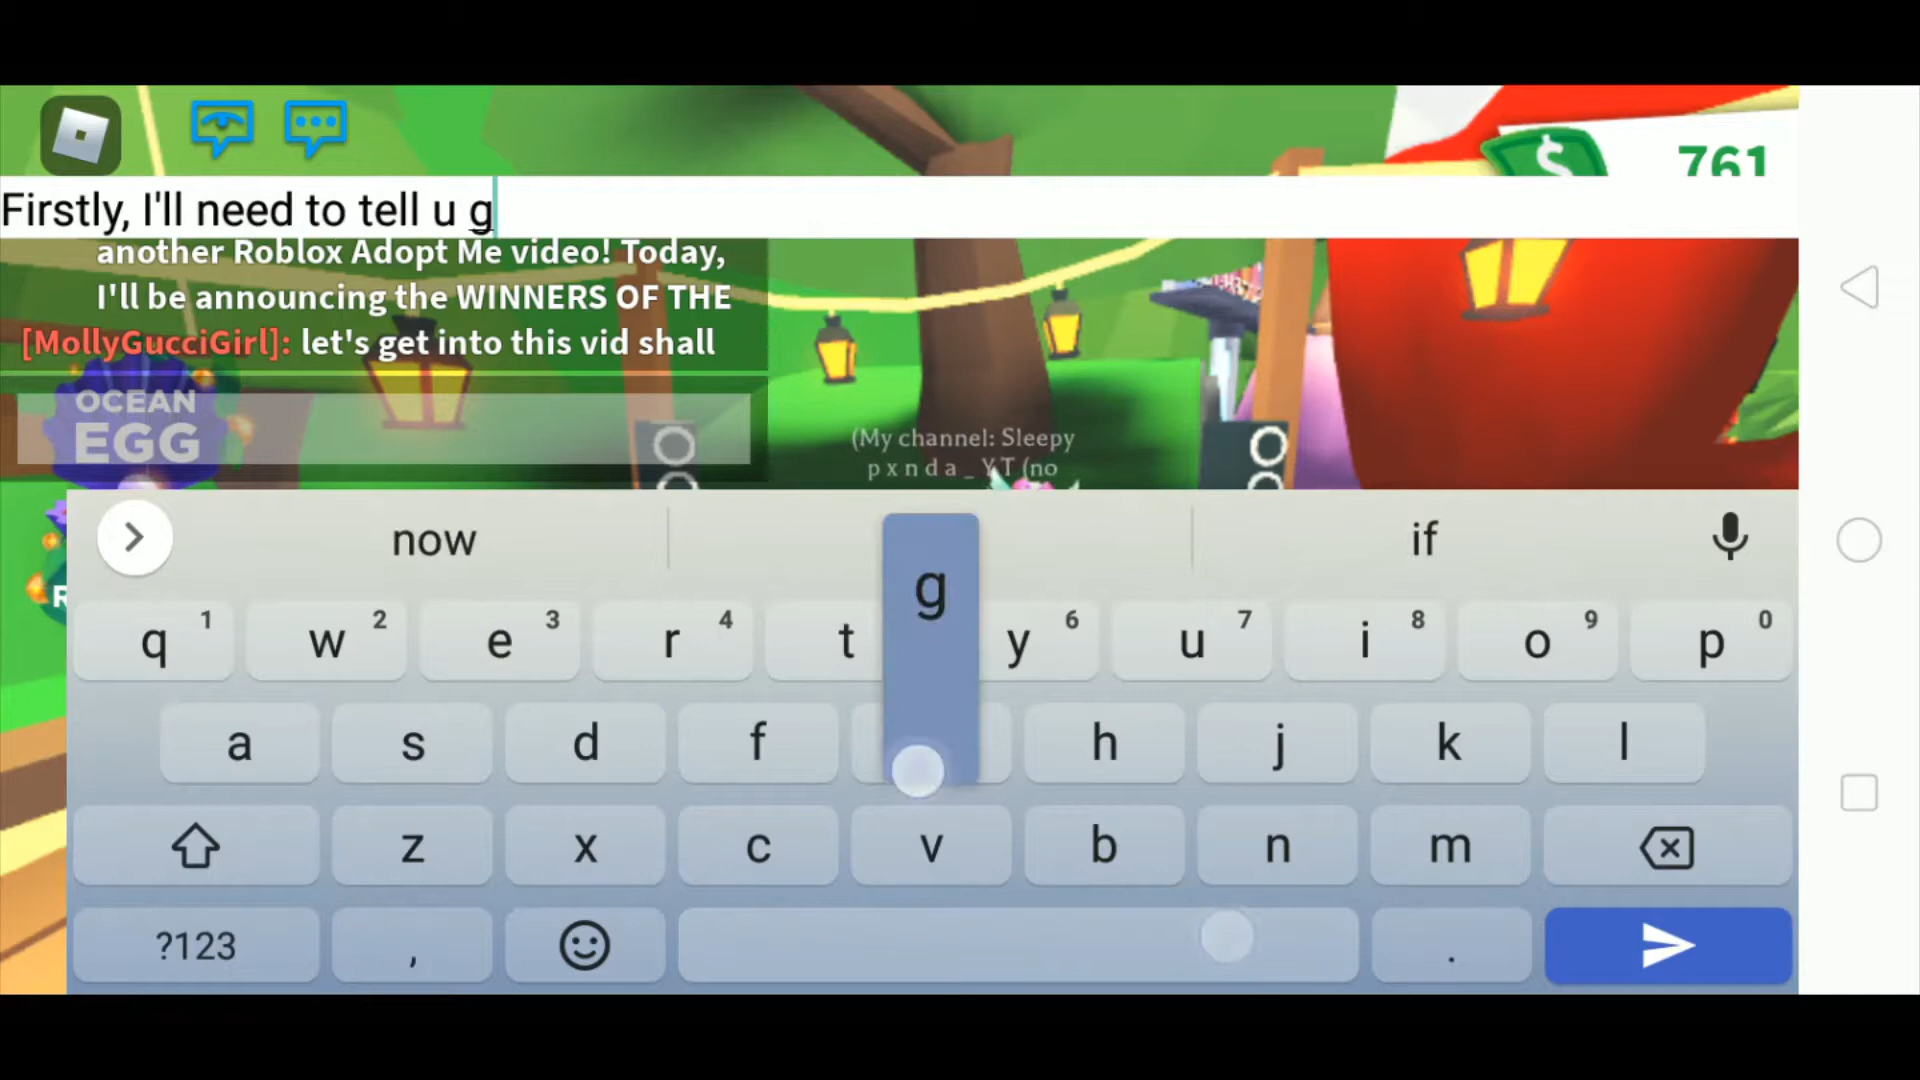 761
Firstly, I'll need to tell u g
another Roblox Adopt Me video! Today,
I'll be announcing the WINNERS OF THE
[MollyGucciGirl]: let's get into this vid shall
OCEAN
EGG
(My channel: Sleepy
p x n d a _ Y T (no
now
if
g
R
q 1 w 2 e 3 r 4 t y 6 u 7 i 8 o 9 p 0
a s d f h j k l
z x c v b n m
?123 , .